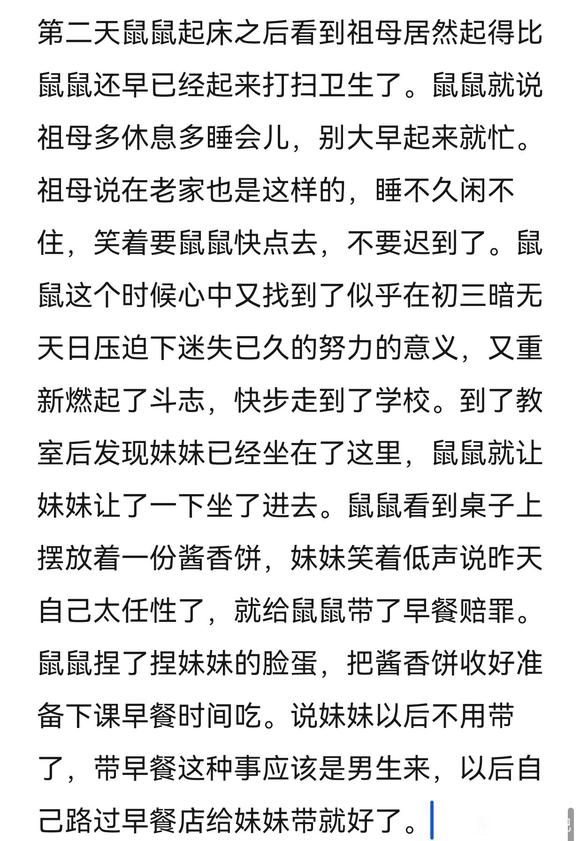 第二天鼠鼠起床之后看到祖母居然起得比
鼠鼠还早已经起来打扫卫生了。鼠鼠就说
祖母多休息多睡会儿，别大早起来就忙。
祖母说在老家也是这样的，睡不久闲不
住，笑着要鼠鼠快点去，不要迟到了。鼠
鼠这个时候心中又找到了似乎在初三暗无
天日压迫下迷失已久的努力的意义，又重
新燃起了斗志，快步走到了学校。到了教
室后发现妹妹已经坐在了这里，鼠鼠就让
妹妹让了一下坐了进去。鼠鼠看到桌子上
摆放着一份酱香饼，妹妹笑着低声说昨天
自己太任性了，就给鼠鼠带了早餐赔罪。
鼠鼠捏了捏妹妹的脸蛋，把酱香饼收好准
备下课早餐时间吃。说妹妹以后不用带
了，带早餐这种事应该是男生来，以后自
己路过早餐店给妹妹带就好了。